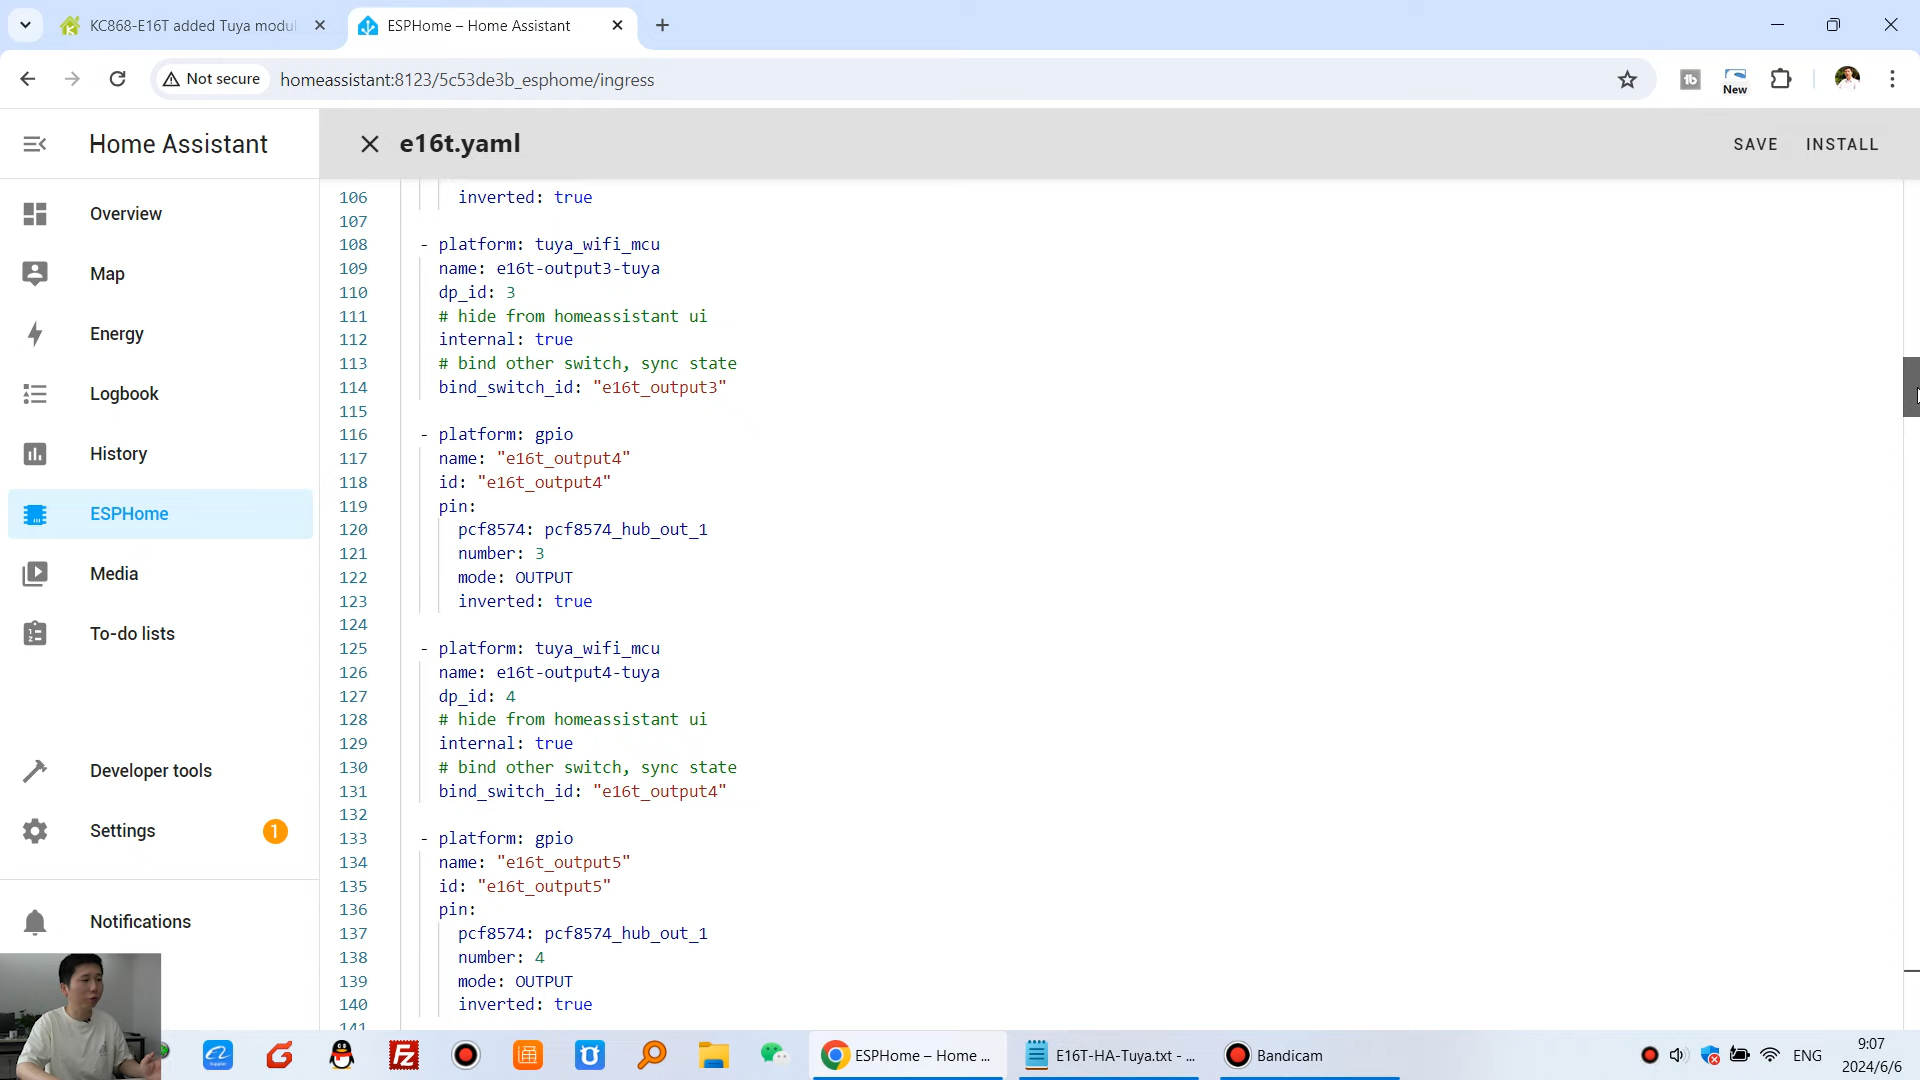 KC868-E16T added Tuya modul
ESPHome – Home Assistant
Not secure
homeassistant:8123/5c53de3b_esphome/ingress
New
Home Assistant
e16t.yaml
SAVE
INSTALL
Overview
Map
Energy
Logbook
History
ESPHome
Media
To-do lists
Developer tools
Settings
1
Notifications
106 inverted: true
107
108 - platform: tuya_wifi_mcu
109 name: e16t-output3-tuya
110 dp_id: 3
111 # hide from homeassistant ui
112 internal: true
113 # bind other switch, sync state
114 bind_switch_id: "e16t_output3"
115
116 - platform: gpio
117 name: "e16t_output4"
118 id: "e16t_output4"
119 pin:
120 pcf8574: pcf8574_hub_out_1
121 number: 3
122 mode: OUTPUT
123 inverted: true
124
125 - platform: tuya_wifi_mcu
126 name: e16t-output4-tuya
127 dp_id: 4
128 # hide from homeassistant ui
129 internal: true
130 # bind other switch, sync state
131 bind_switch_id: "e16t_output4"
132
133 - platform: gpio
134 name: "e16t_output5"
135 id: "e16t_output5"
136 pin:
137 pcf8574: pcf8574_hub_out_1
138 number: 4
139 mode: OUTPUT
140 inverted: true
141
ESPHome – Home ...
E16T-HA-Tuya.txt - ...
Bandicam
ENG
9:07
2024/6/6